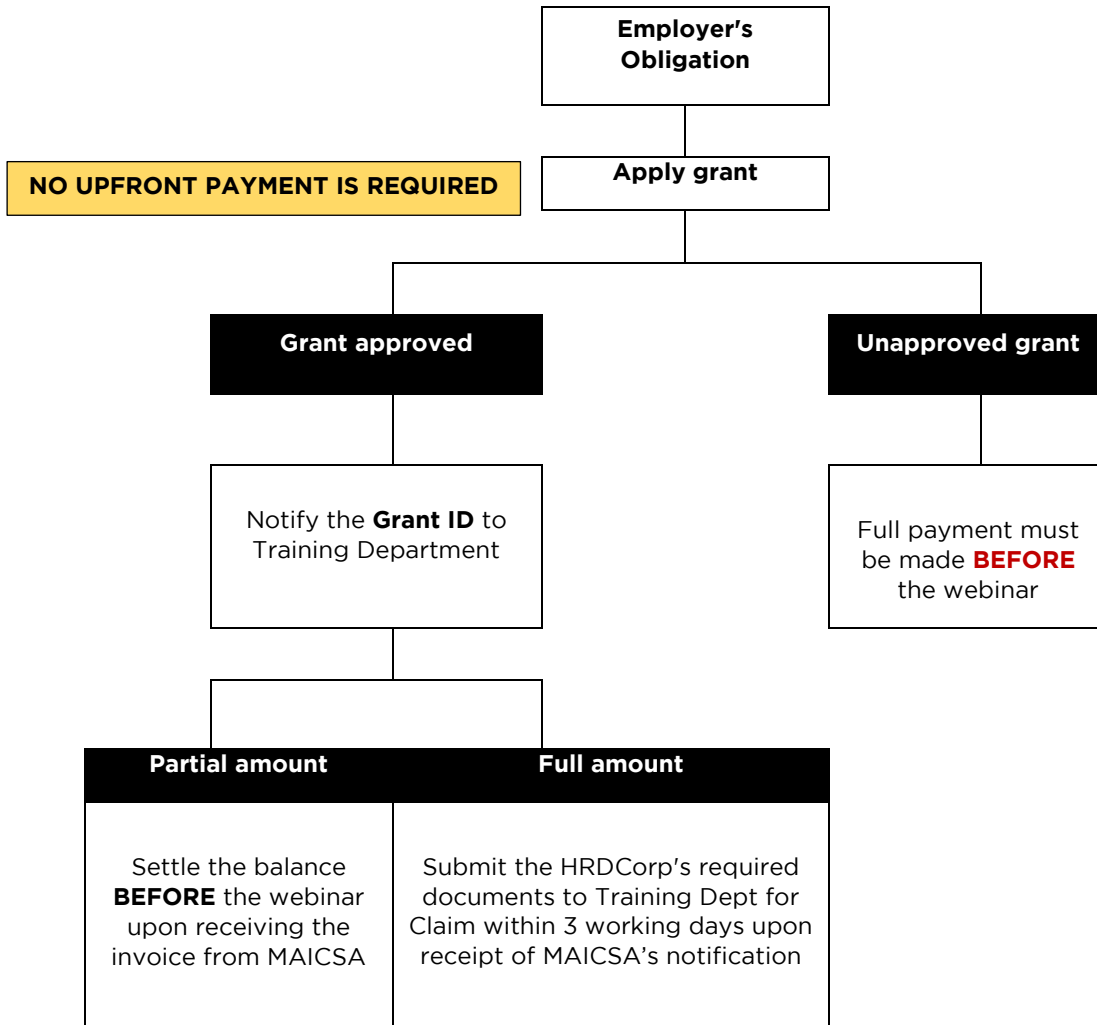 Employer's
Obligation
NO UPFRONT PAYMENT IS REQUIRED
Apply grant
Grant approved
Unapproved grant
Notify the Grant ID to
Training Department
Full payment must
be made BEFORE
the webinar
Partial amount
Full amount
Settle the balance
BEFORE the webinar
upon receiving the
invoice from MAICSA
Submit the HRDCorp's required
documents to Training Dept for
Claim within 3 working days upon
receipt of MAICSA’s notification